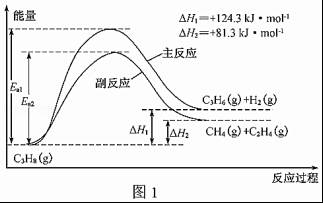 能量
ΔH₁=+124.3 kJ·mol⁻¹
ΔH₂=+81.3 kJ·mol⁻¹
主反应
副反应
Eₐ₁
Eₐ₂
C₃H₆(g)+H₂(g)
ΔH₁
ΔH₂
CH₄(g)+C₂H₄(g)
C₃H₈(g)
反应过程
图1